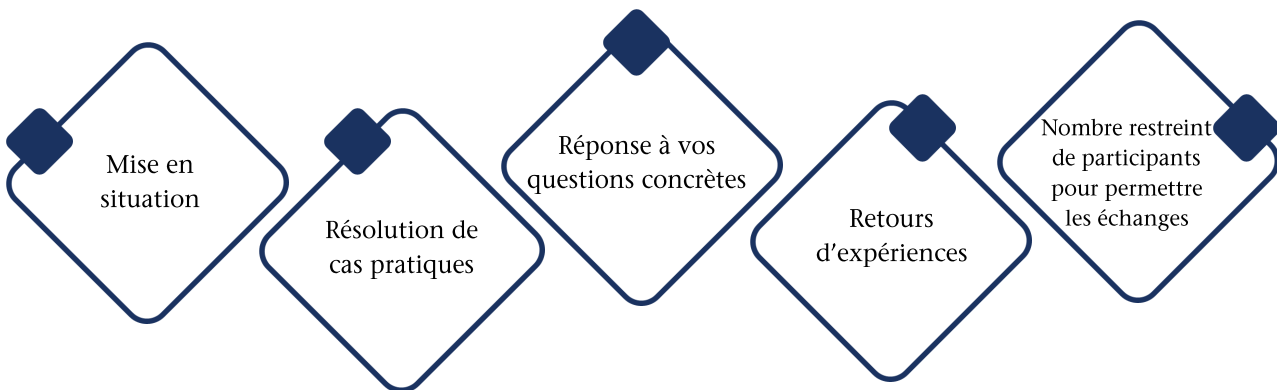 Mise en
situation
Résolution de
cas pratiques
Réponse à vos
questions concrètes
Retours
d’expériences
Nombre restreint
de participants
pour permettre
les échanges